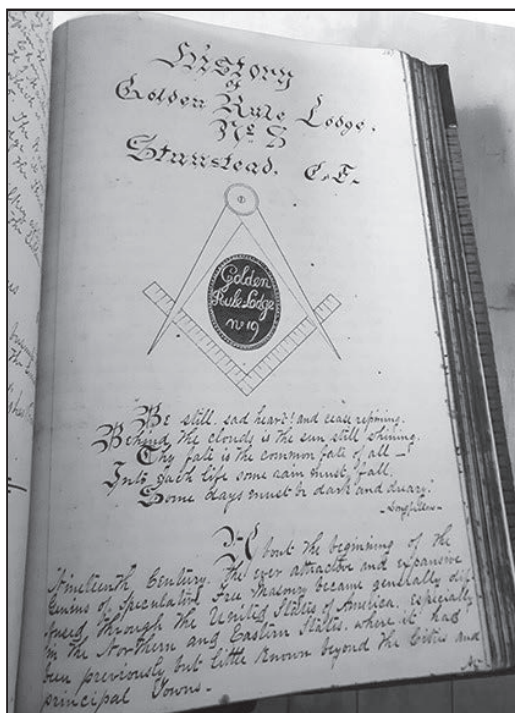 History
of
Golden Rule Lodge.
No 5
Stanstead. C.E.
Golden
Rule Lodge
No 19
Be still, sad heart! and cease repining.
Behind the clouds is the sun still shining.
Thy fate is the common fate of all—
Into each life some rain must fall.
Some days must be dark and dreary.
—Longfellow—
About the beginning of the
Nineteenth Century. The ever attractive and expansive
Genius of Speculative Free Masonry became generally dif-
fused through the United States of America. especially
in the Northern and Eastern States. where it had
been previously but little known beyond the Cities and
principal Towns—